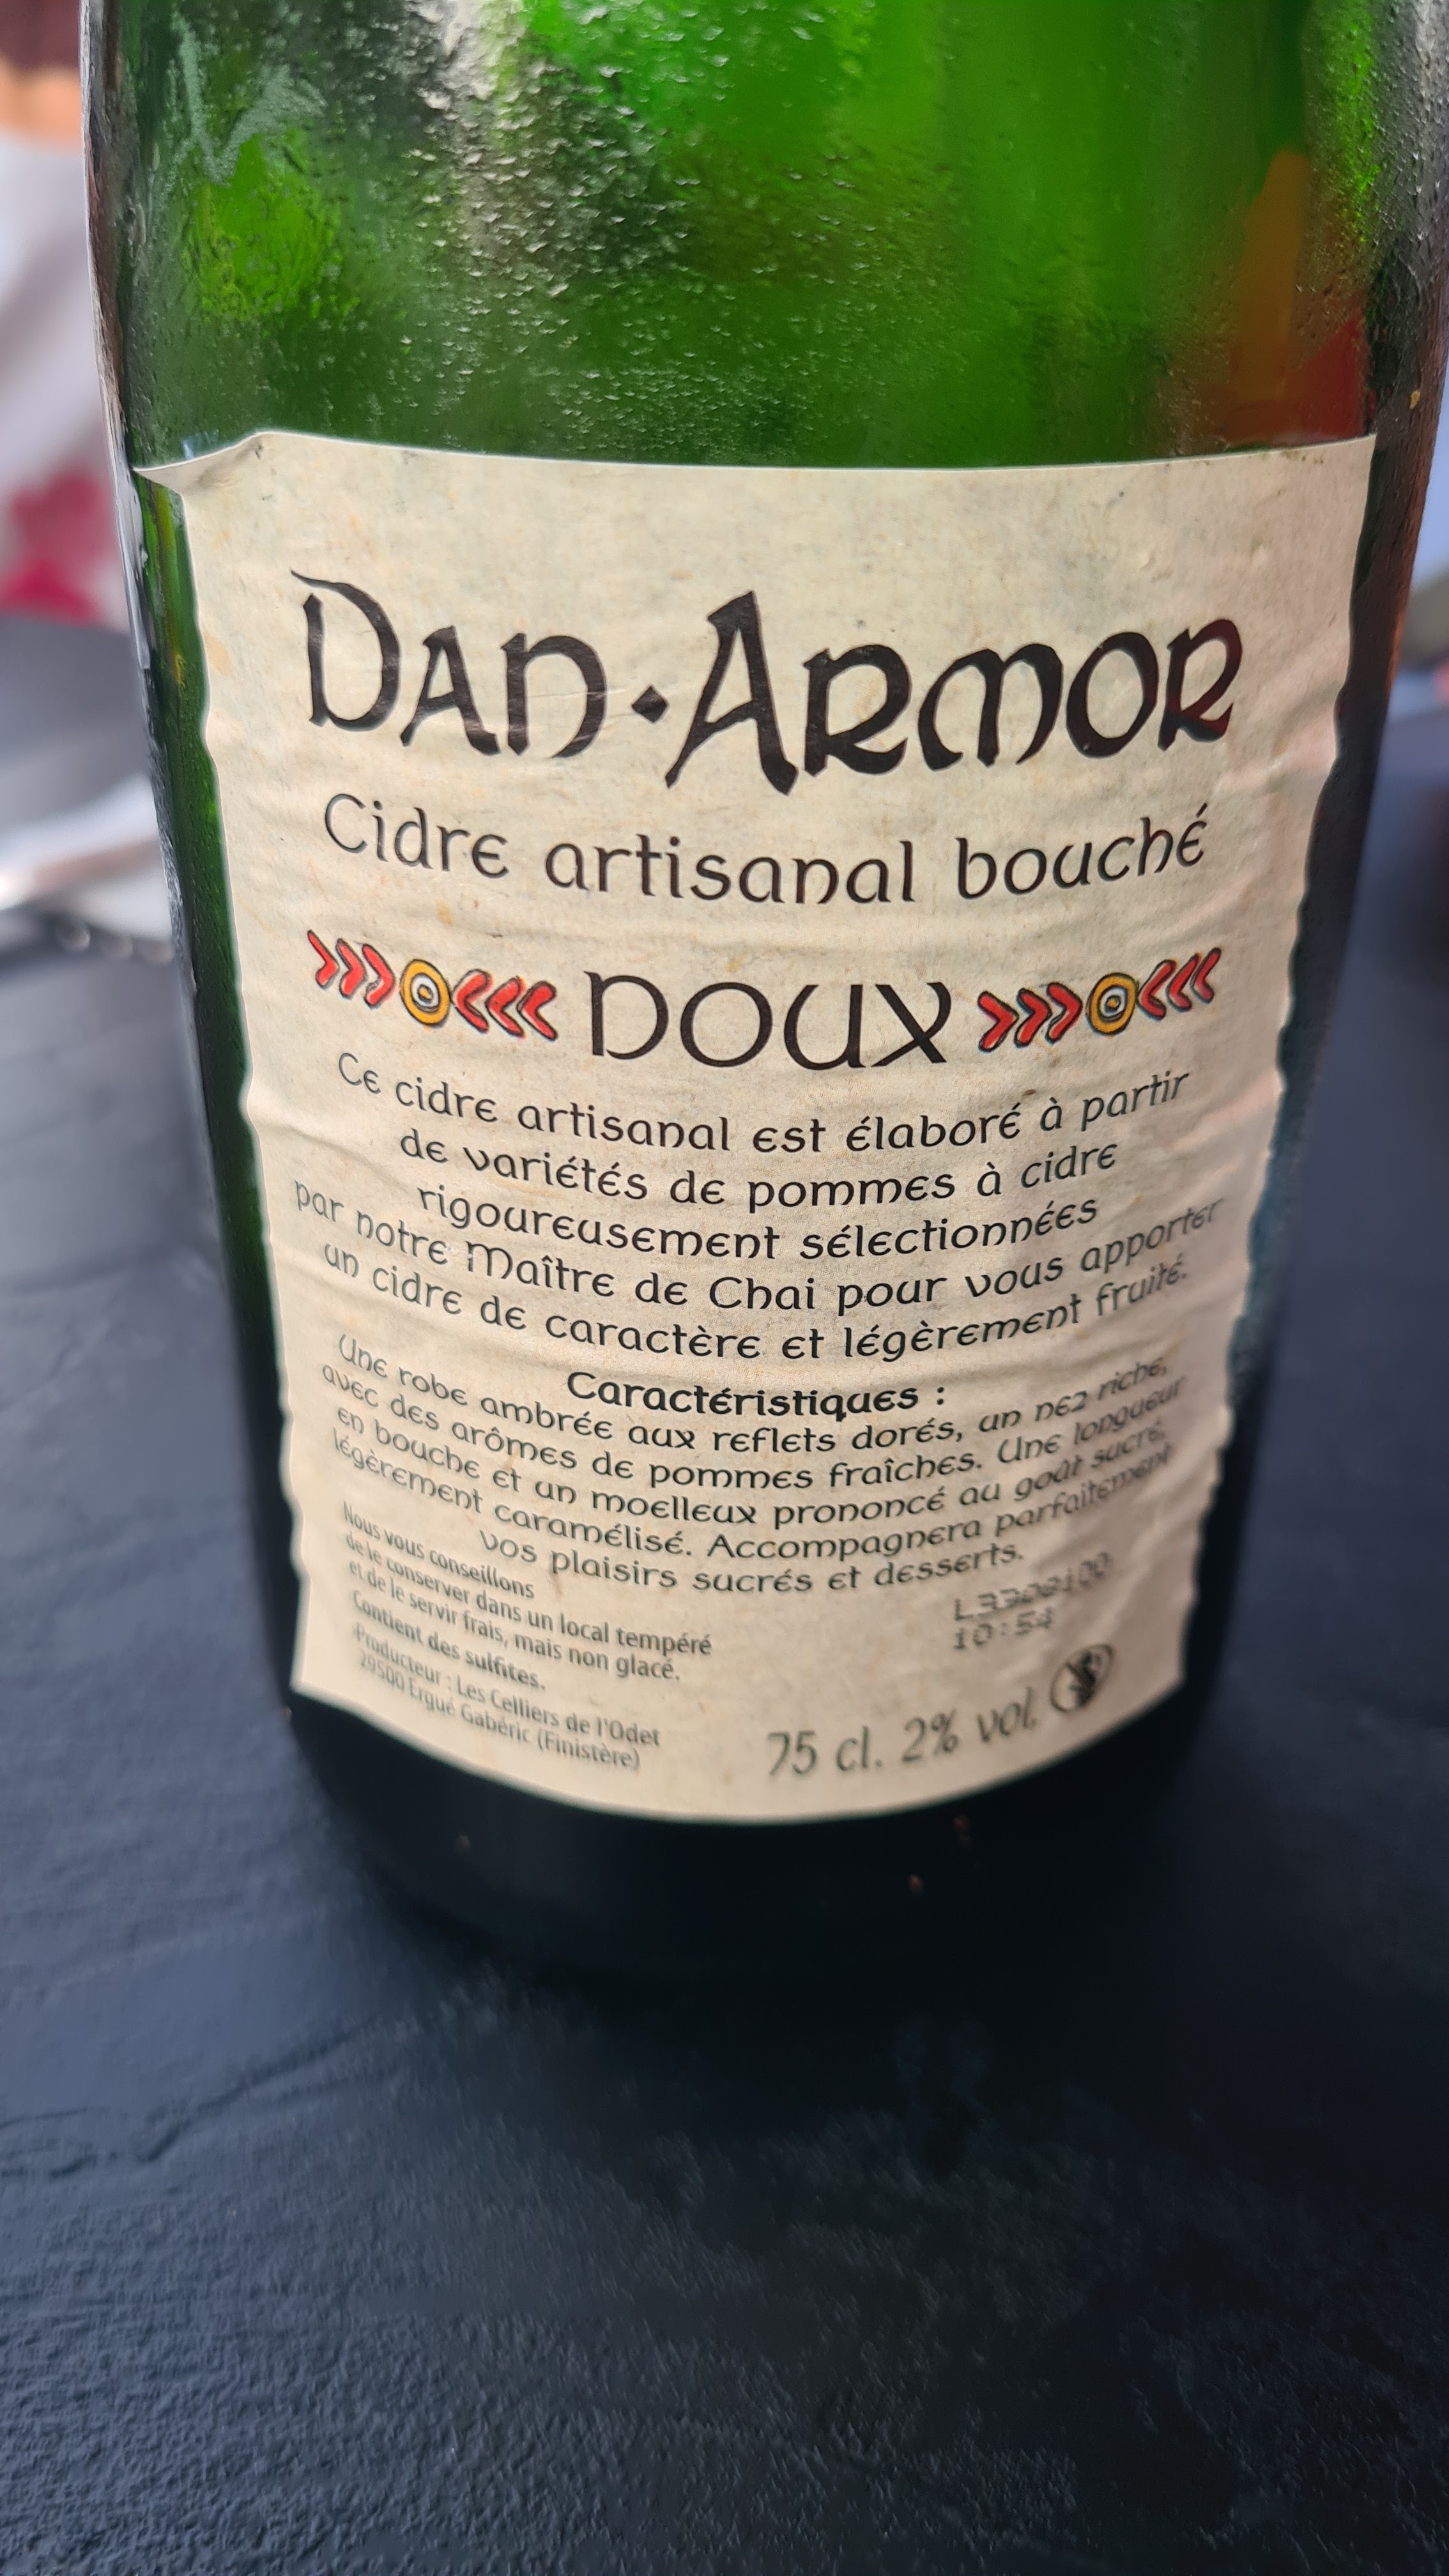 Dan·Armor
Cidre artisanal bouché
DOUX
Ce cidre artisanal est élaboré à partir
de variétés de pommes à cidre
rigoureusement sélectionnées
par notre Maître de Chai pour vous apporter
un cidre de caractère et légèrement fruité.
Caractéristiques :
Une robe ambrée aux reflets dorés, un nez riche,
avec des arômes de pommes fraîches. Une longueur
en bouche et un moelleux prononcé au goût sucré,
légèrement caramélisé. Accompagnera parfaitement
vos plaisirs sucrés et desserts.
Nous vous conseillons
de le conserver dans un local tempéré
et de le servir frais, mais non glacé.
Contient des sulfites.
Producteur : Les Celliers de l'Odet
29500 Ergué Gabéric (Finistère)
10:54
75 cl. 2% vol.